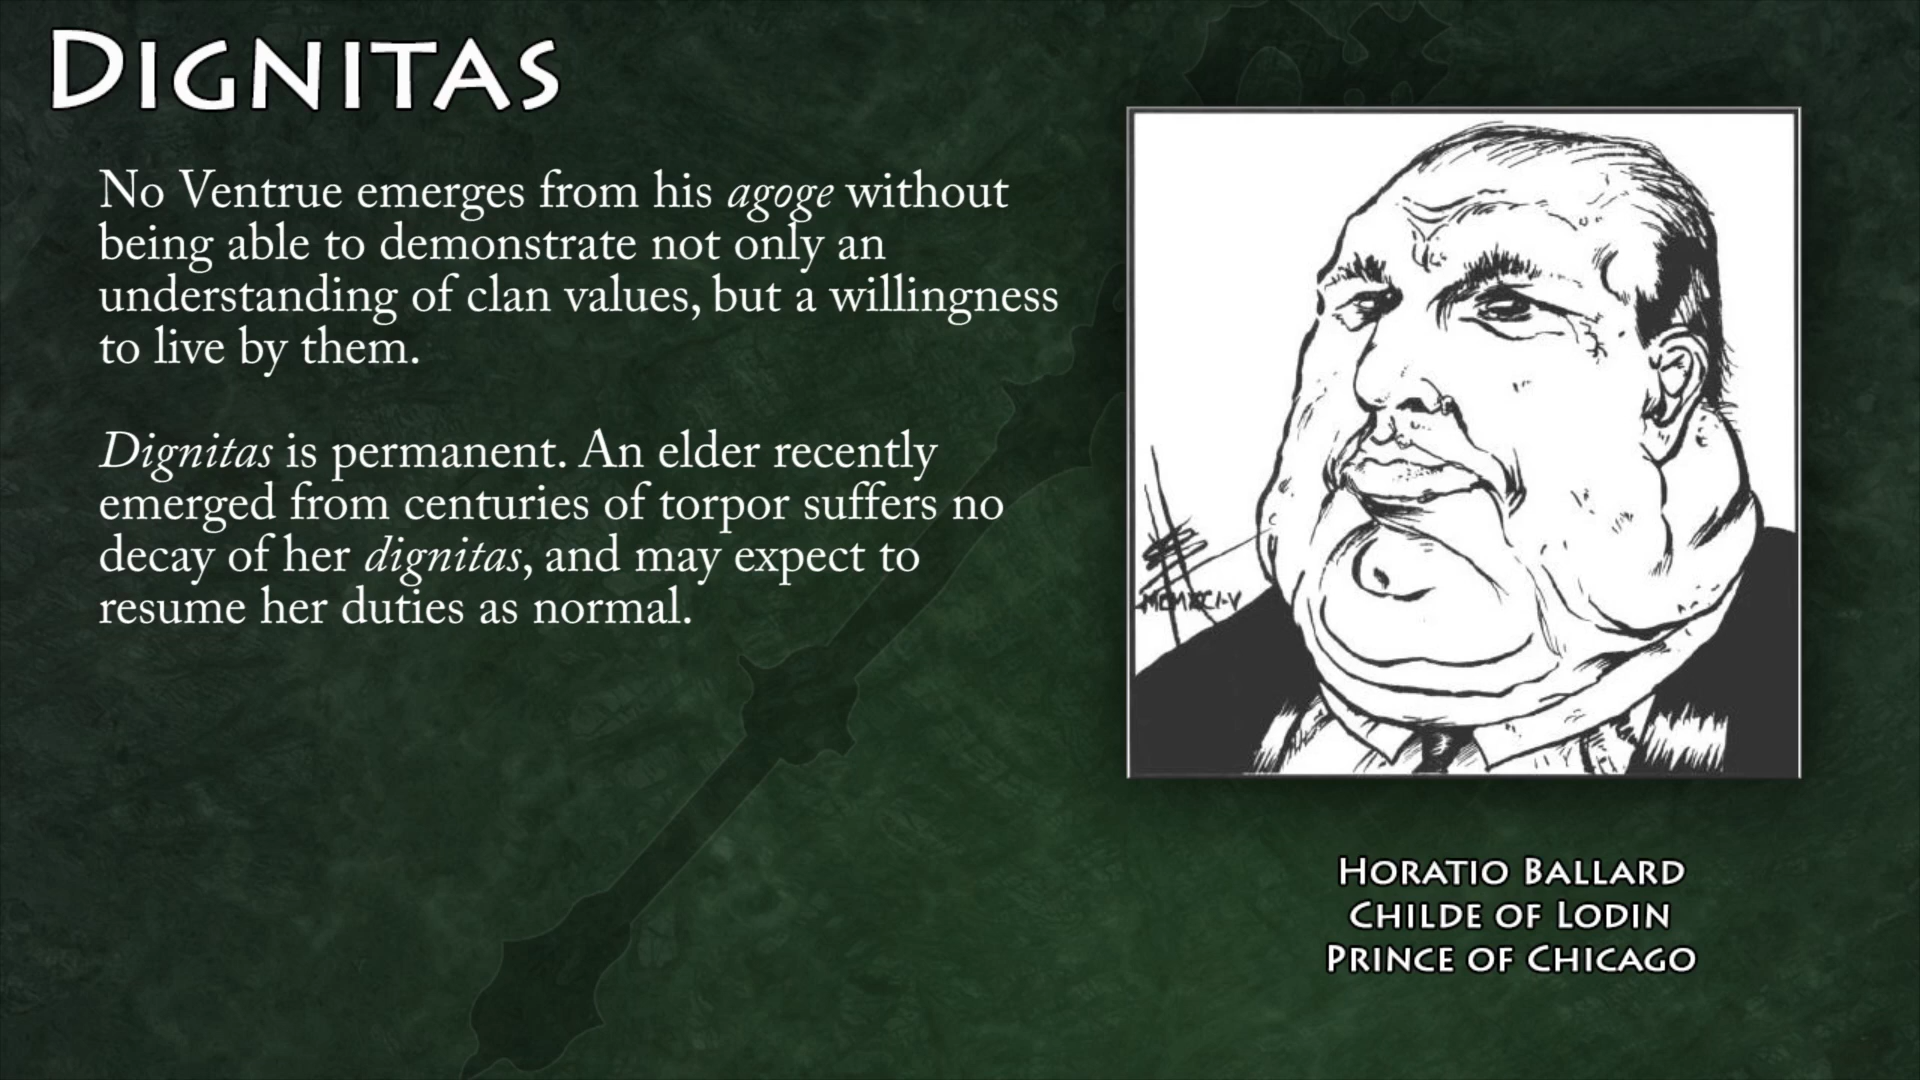 DIGNITAS
No Ventrue emerges from his agoge without
being able to demonstrate not only an
understanding of clan values, but a willingness
to live by them.
Dignitas is permanent. An elder recently
emerged from centuries of torpor suffers no
decay of her dignitas, and may expect to
resume her duties as normal.
HORATIO BALLARD
CHILDE OF LODIN
PRINCE OF CHICAGO